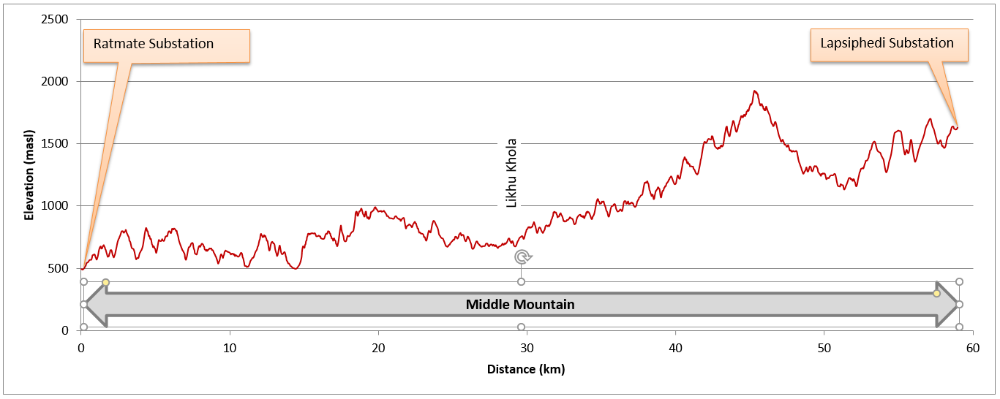 2500
2000
1500
1000
500
0
Elevation (masl)
Ratmate Substation
Lapsiphedi Substation
Likhu Khola
Middle Mountain
0 10 20 30 40 50 60
Distance (km)